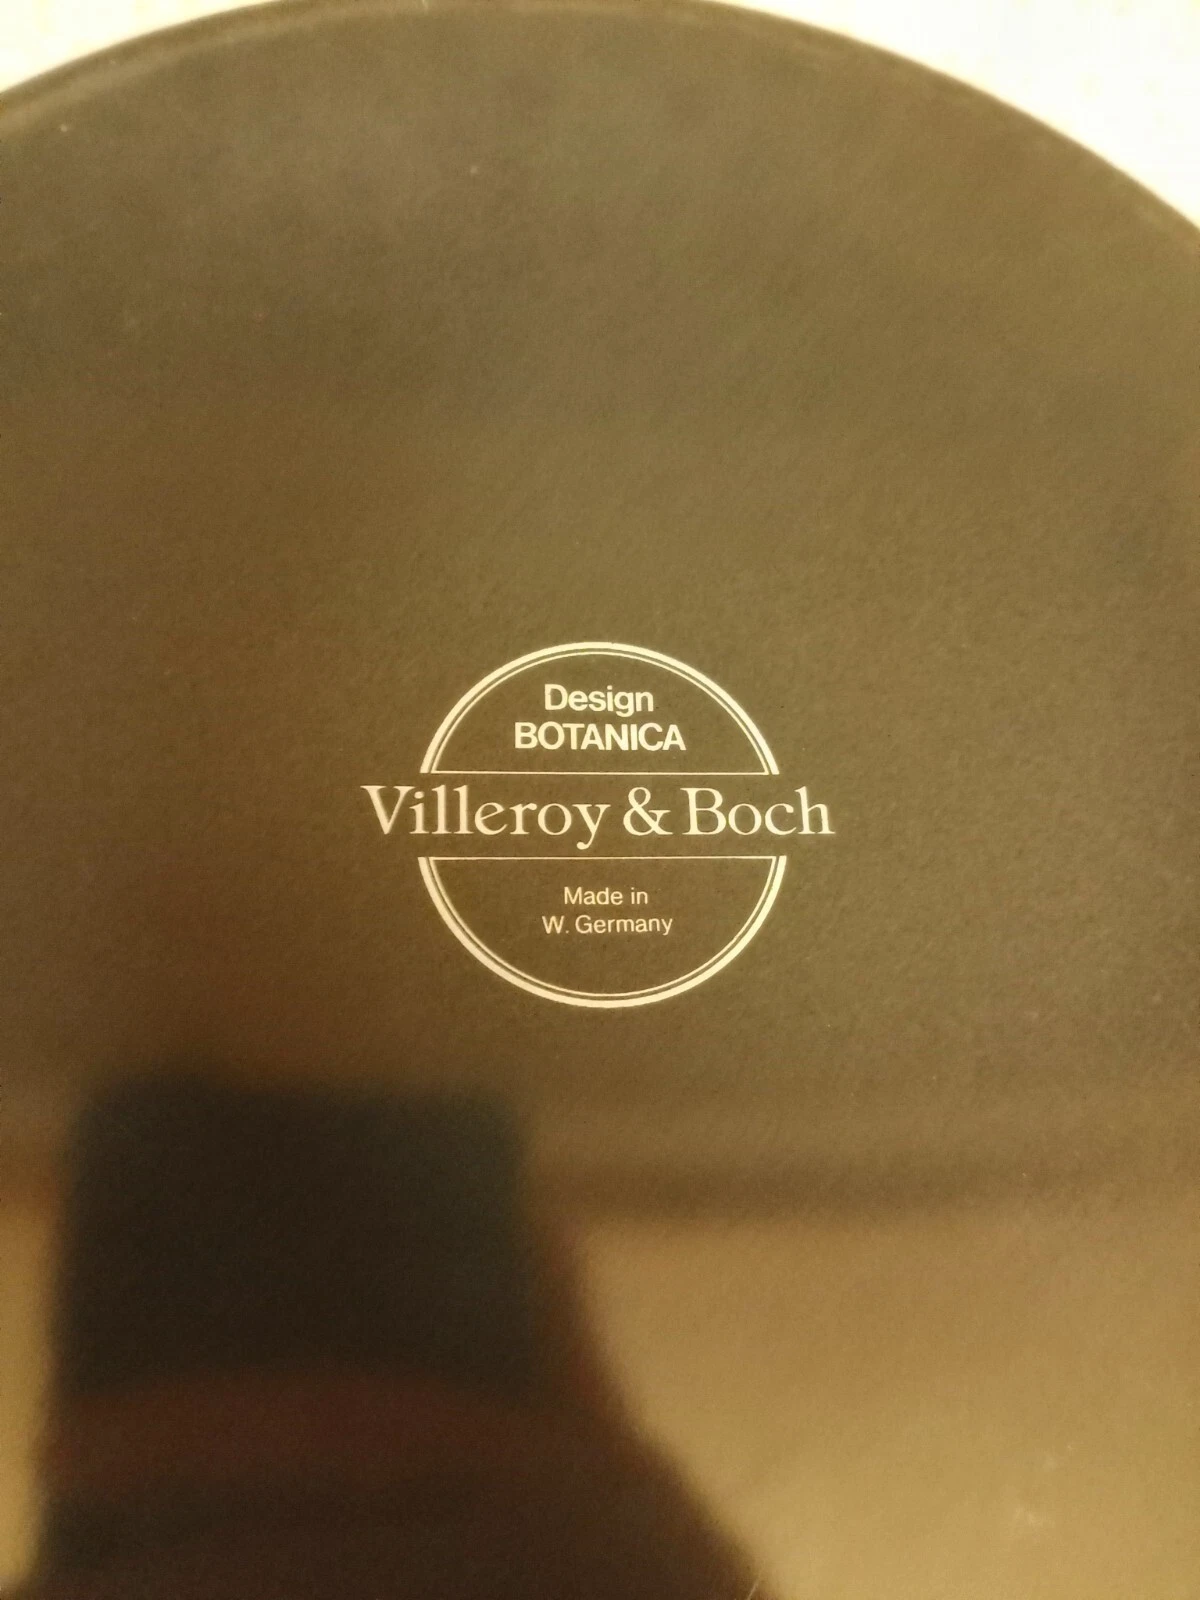 Design
BOTANICA
Villeroy & Boch
Made in
W. Germany